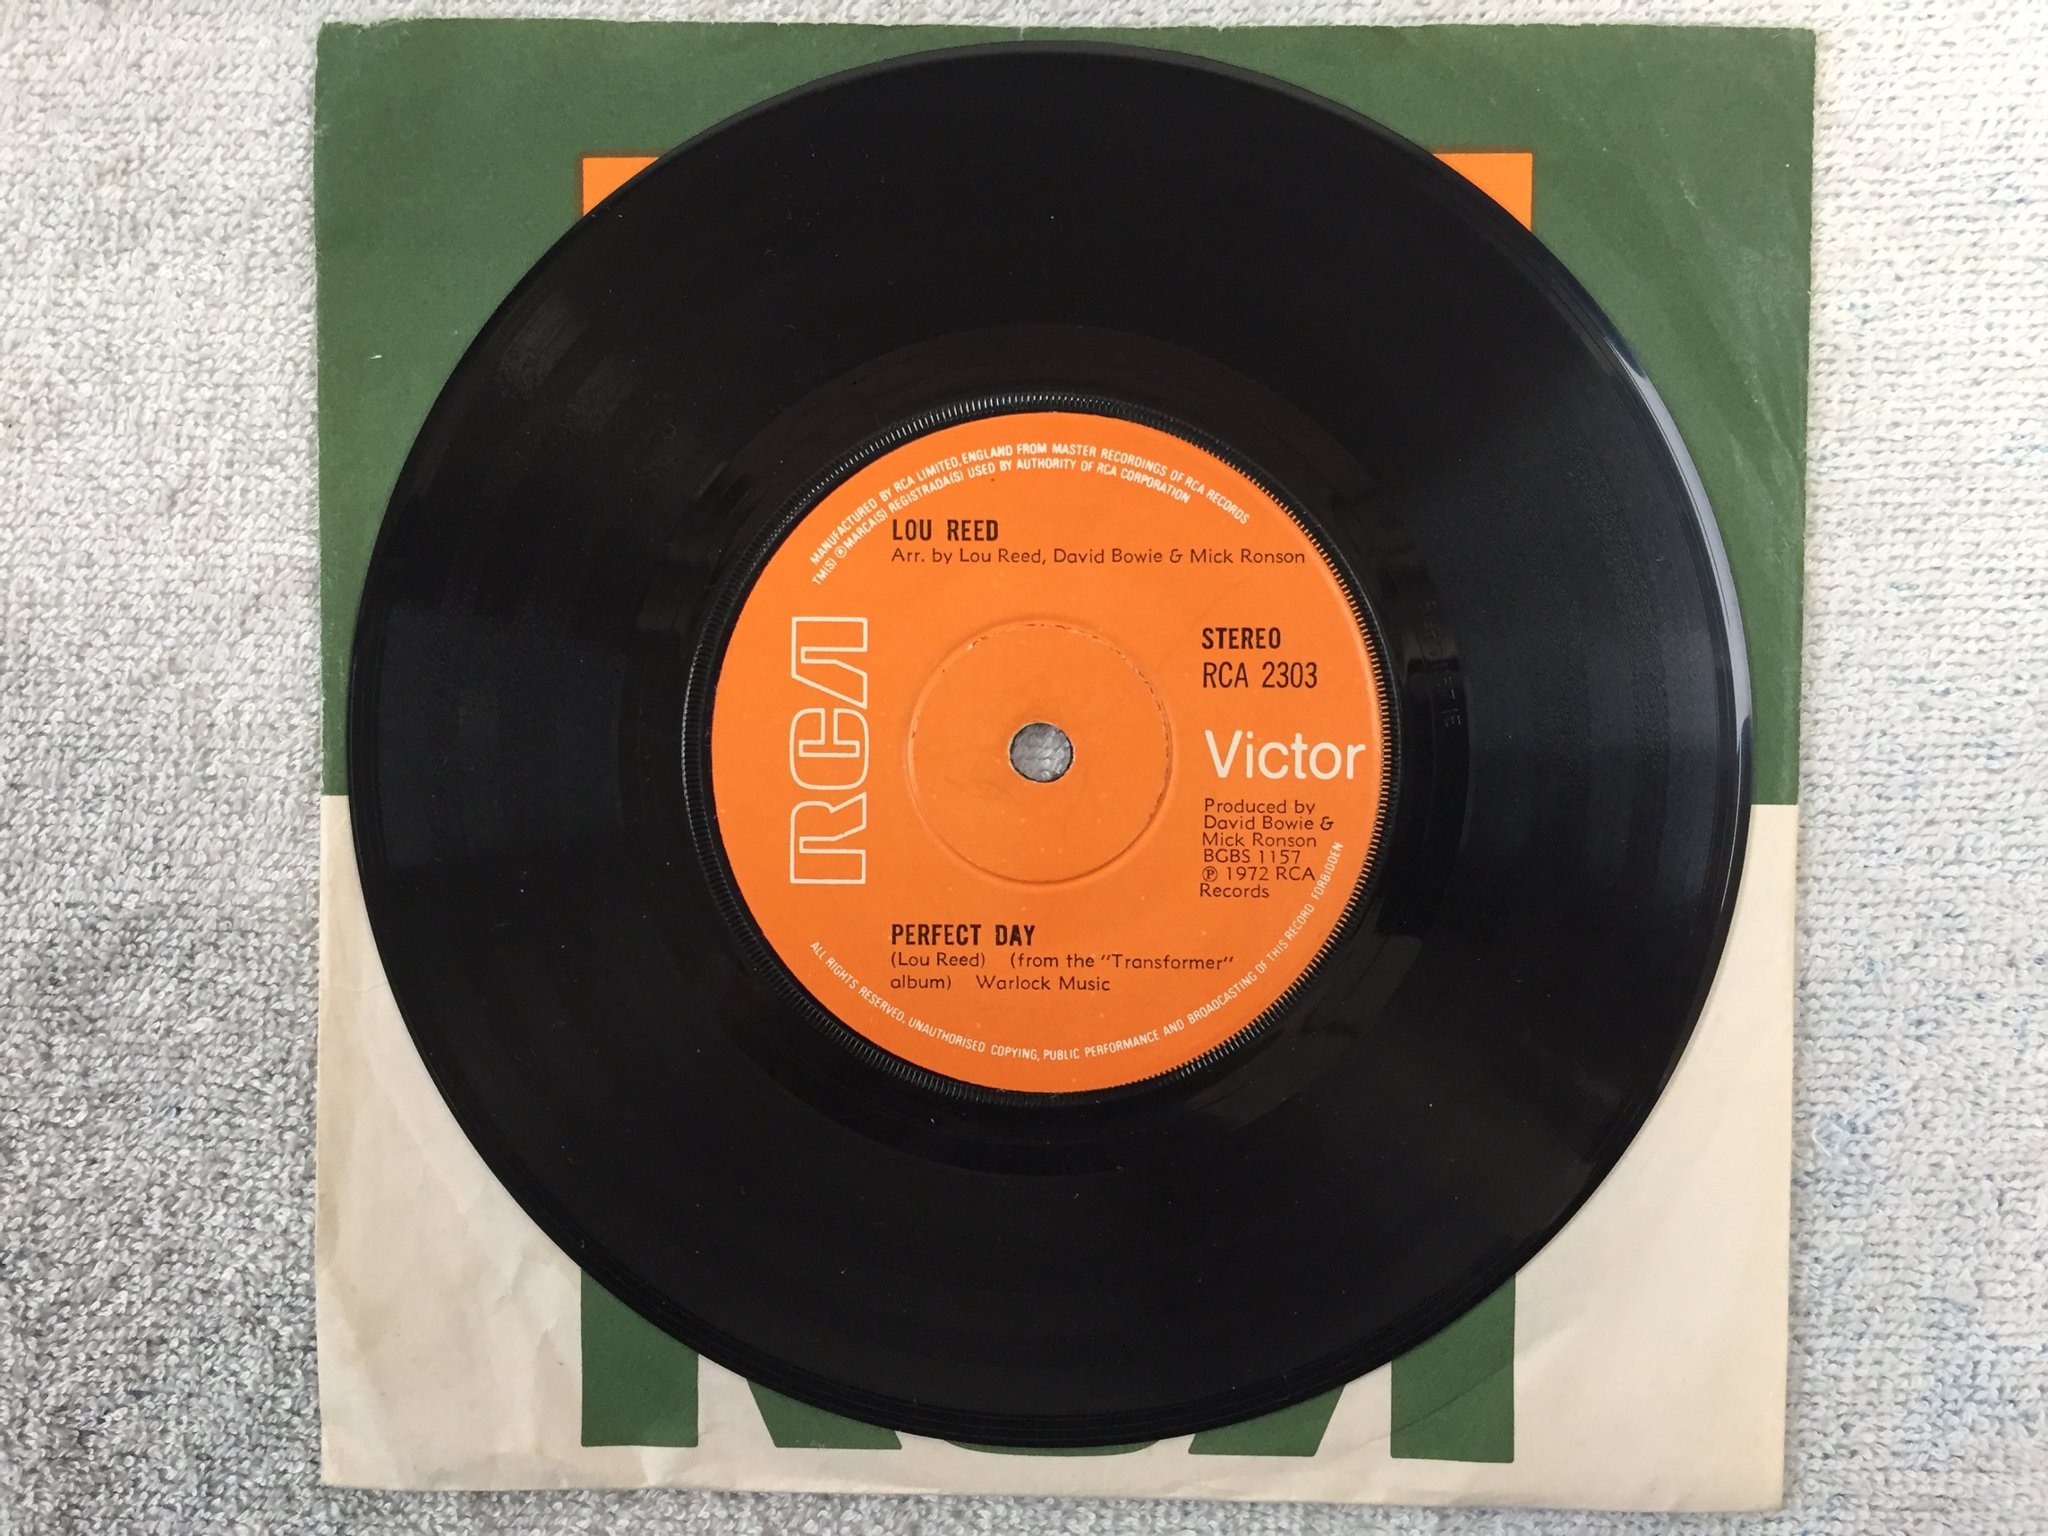 MANUFACTURED BY RCA LIMITED, ENGLAND FROM MASTER RECORDINGS OF RCA RECORDS
TM(S) ® MARCA(S) REGISTRADA(S) USED BY AUTHORITY OF RCA CORPORATION
LOU REED
Arr. by Lou Reed, David Bowie & Mick Ronson
RCA
STEREO
RCA 2303
Victor
Produced by
David Bowie &
Mick Ronson
BGBS 1157
℗ 1972 RCA
Records
PERFECT DAY
(Lou Reed) (from the "Transformer"
album) Warlock Music
ALL RIGHTS RESERVED, UNAUTHORISED COPYING, PUBLIC PERFORMANCE AND BROADCASTING OF THIS RECORD FORBIDDEN